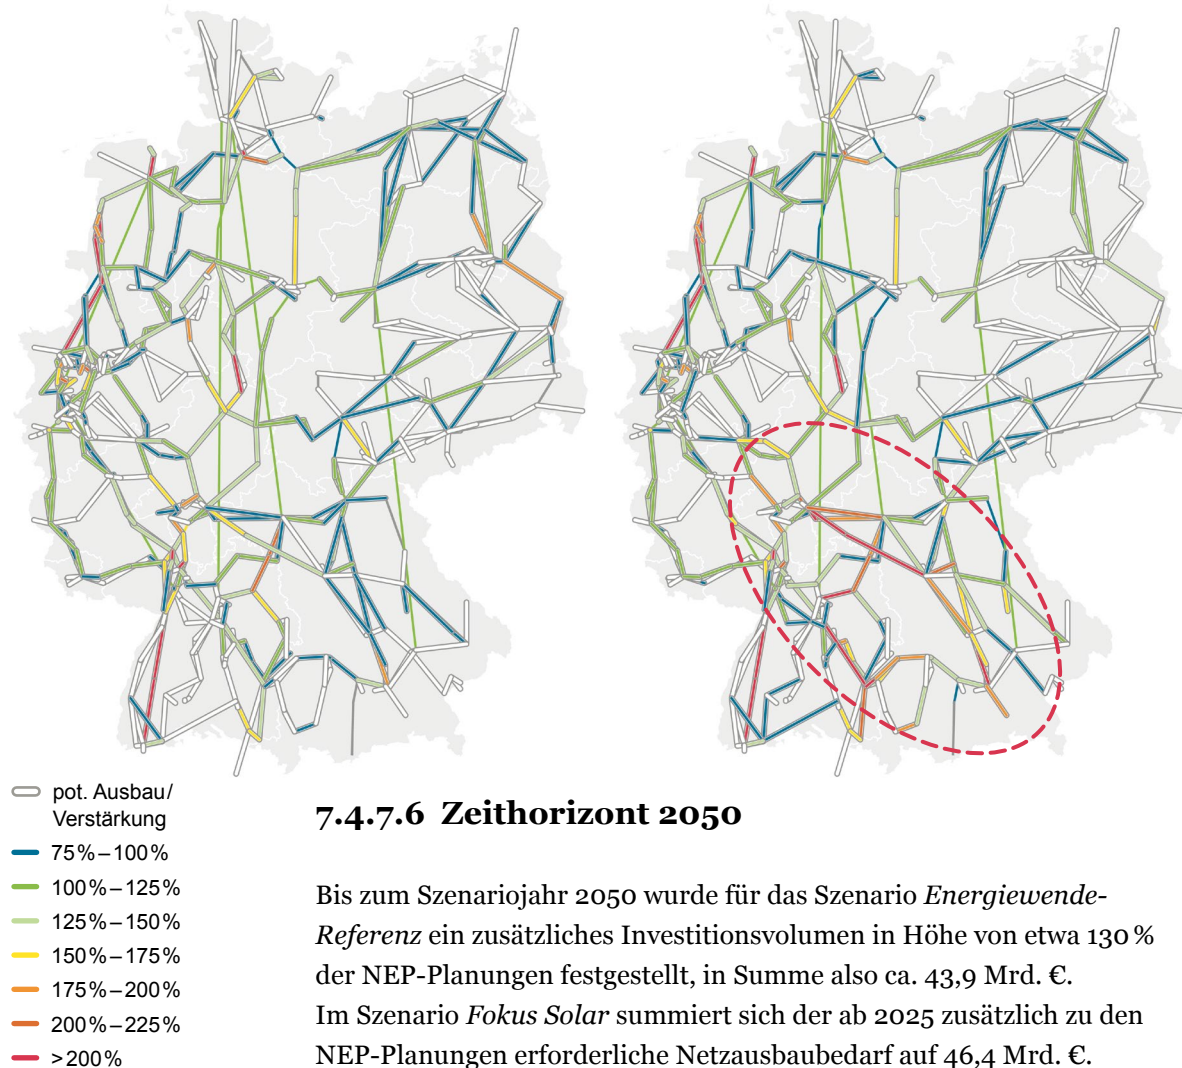 pot. Ausbau/
Verstärkung
75 % – 100 %
100 % – 125 %
125 % – 150 %
150 % – 175 %
175 % – 200 %
200 % – 225 %
> 200 %
7.4.7.6 Zeithorizont 2050
Bis zum Szenariojahr 2050 wurde für das Szenario Energiewende-
Referenz ein zusätzliches Investitionsvolumen in Höhe von etwa 130 %
der NEP-Planungen festgestellt, in Summe also ca. 43,9 Mrd. €.
Im Szenario Fokus Solar summiert sich der ab 2025 zusätzlich zu den
NEP-Planungen erforderliche Netzausbaubedarf auf 46,4 Mrd. €.